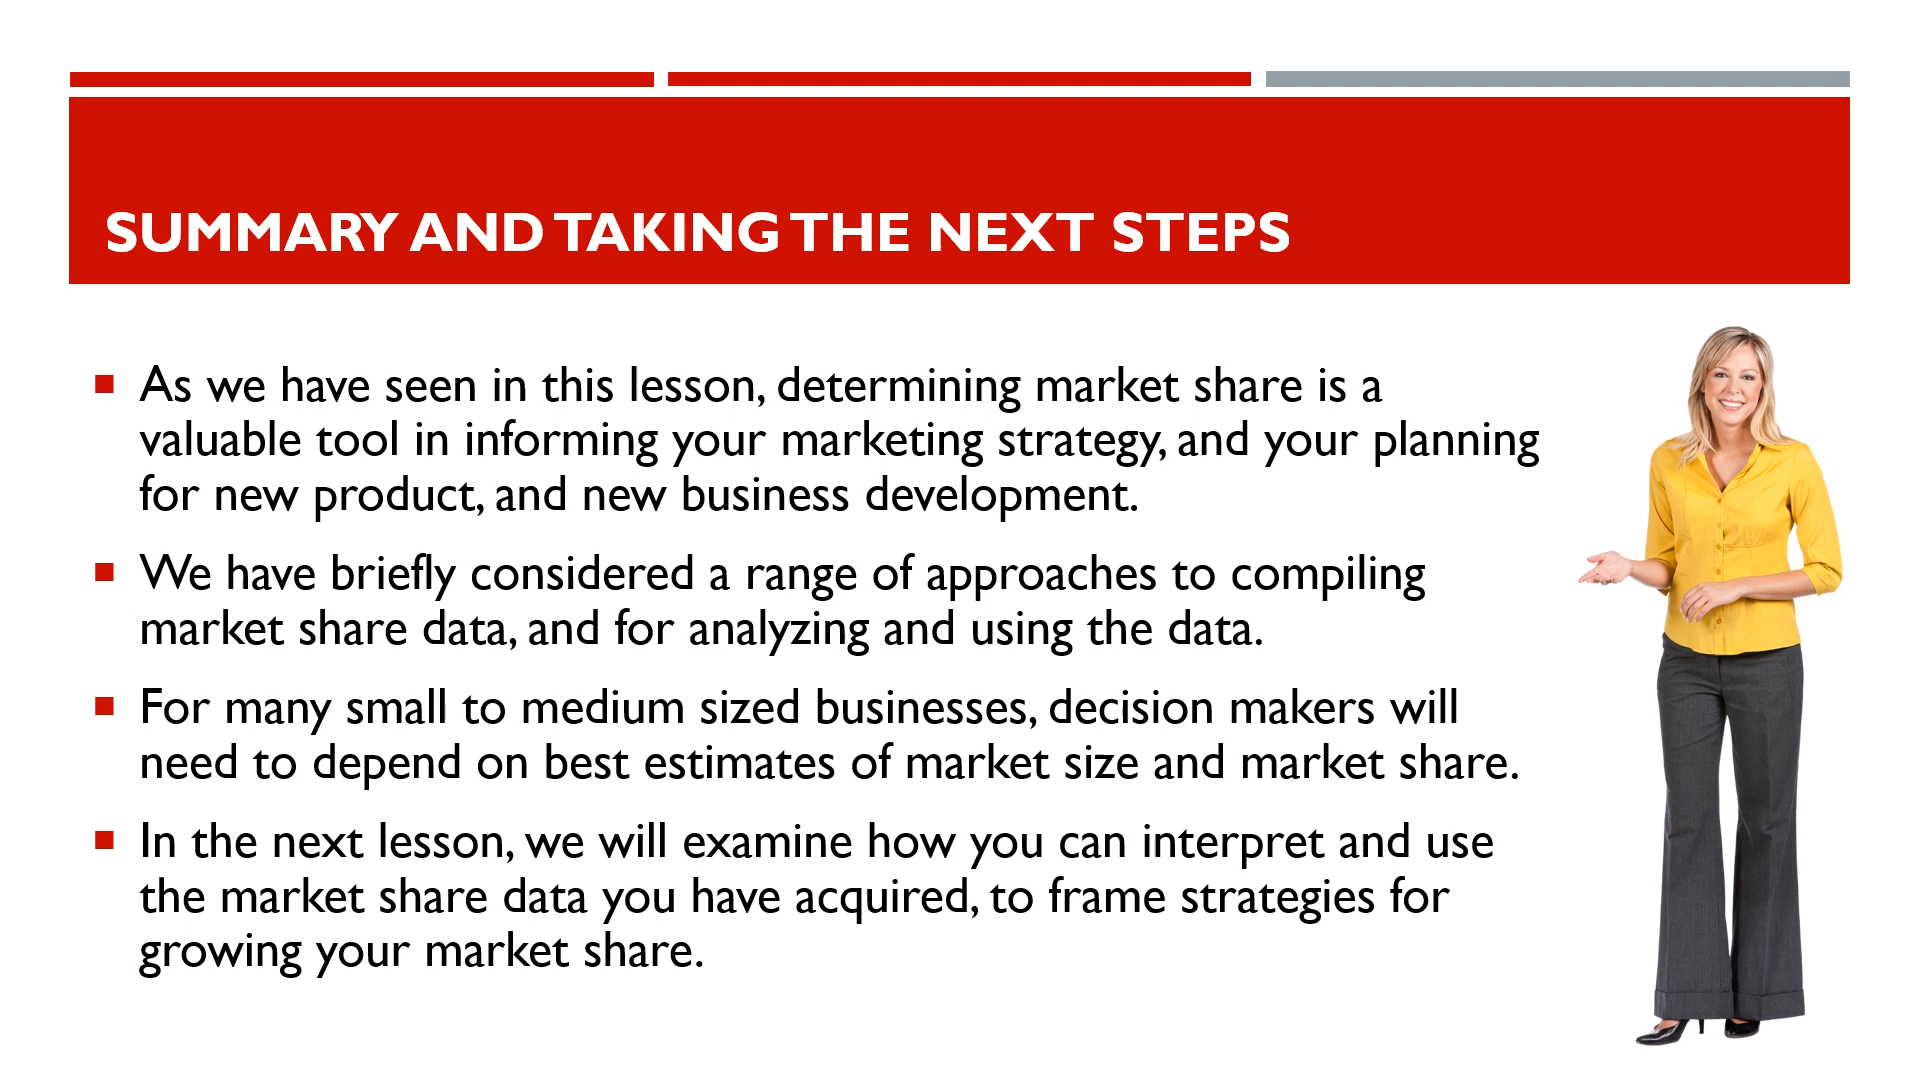 SUMMARY AND TAKING THE NEXT STEPS
As we have seen in this lesson, determining market share is a
valuable tool in informing your marketing strategy, and your planning
for new product, and new business development.
We have briefly considered a range of approaches to compiling
market share data, and for analyzing and using the data.
For many small to medium sized businesses, decision makers will
need to depend on best estimates of market size and market share.
In the next lesson, we will examine how you can interpret and use
the market share data you have acquired, to frame strategies for
growing your market share.